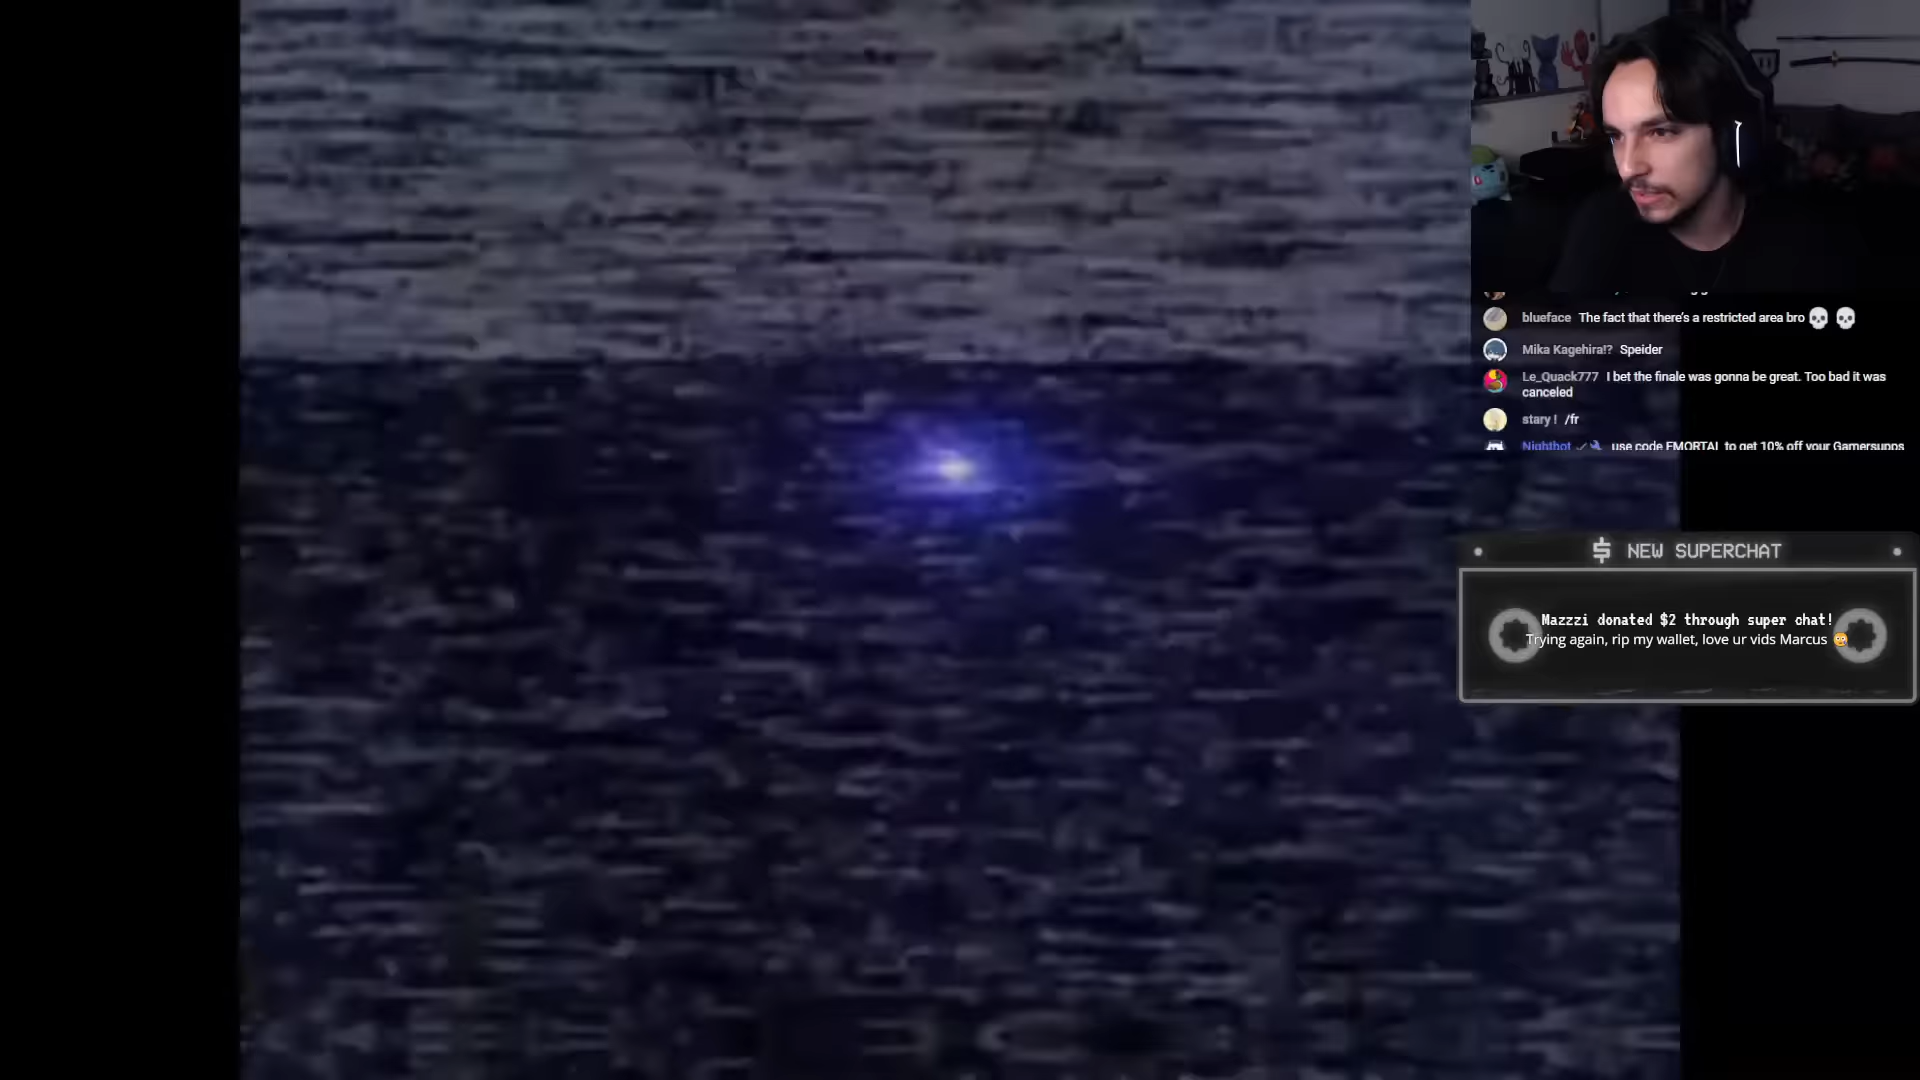 blueface The fact that there's a restricted area bro 💀 💀
Mika Kagehira!? Speider
Le_Quack777 I bet the finale was gonna be great. Too bad it was
canceled
stary ! /fr
Nightbot use code EMORTAL to get 10% off your Gamersupps
NEW SUPERCHAT
Mazzzi donated $2 through super chat!
Trying again, rip my wallet, love ur vids Marcus 😳